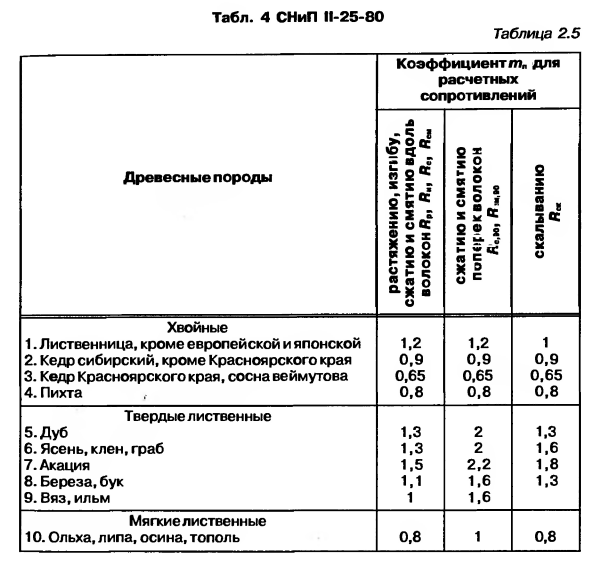 Табл. 4 СНиП II-25-80
Таблица 2.5
Древесные породы
Коэффициент mп для
расчетных
сопротивлений
растяжению, изгибу,
сжатию и смятию вдоль
волокон Rр, Rи, Rс, Rсм
сжатию и смятию
поперек волокон
Rс,90, Rсм,90
скалыванию
Rск
Хвойные
1. Лиственница, кроме европейской и японской 1,2 1,2 1
2. Кедр сибирский, кроме Красноярского края 0,9 0,9 0,9
3. Кедр Красноярского края, сосна веймутова 0,65 0,65 0,65
4. Пихта 0,8 0,8 0,8
Твердые лиственные
5. Дуб 1,3 2 1,3
6. Ясень, клен, граб 1,3 2 1,6
7. Акация 1,5 2,2 1,8
8. Береза, бук 1,1 1,6 1,3
9. Вяз, ильм 1 1,6
Мягкие лиственные
10. Ольха, липа, осина, тополь 0,8 1 0,8